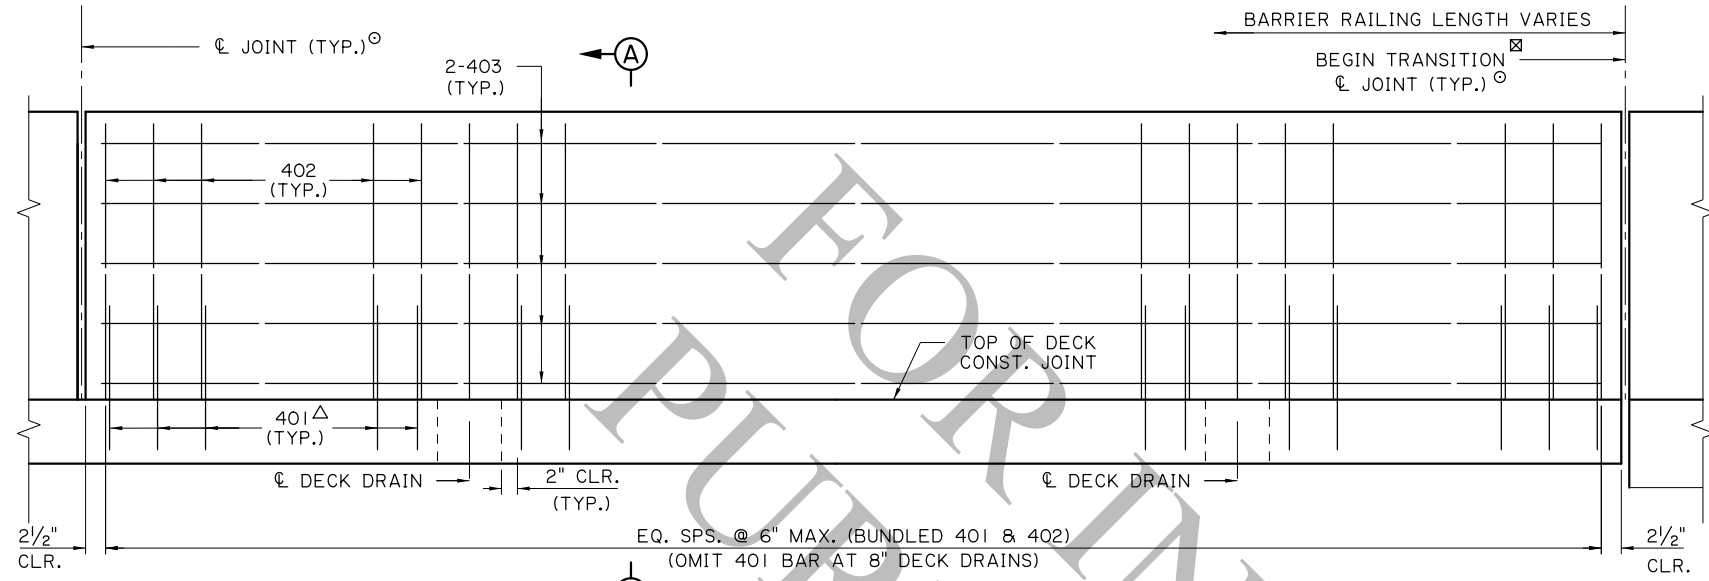 BARRIER RAILING LENGTH VARIES
℄ JOINT (TYP.)⊙
A
BEGIN TRANSITION ⊠
℄ JOINT (TYP.) ⊙
2-403
(TYP.)
402
(TYP.)
TOP OF DECK
CONST. JOINT
401△
(TYP.)
℄ DECK DRAIN
2" CLR.
(TYP.)
℄ DECK DRAIN
2½"
CLR.
EQ. SPS. @ 6" MAX. (BUNDLED 401 & 402)
(OMIT 401 BAR AT 8" DECK DRAINS)
2½"
CLR.
FOR IN
PUR